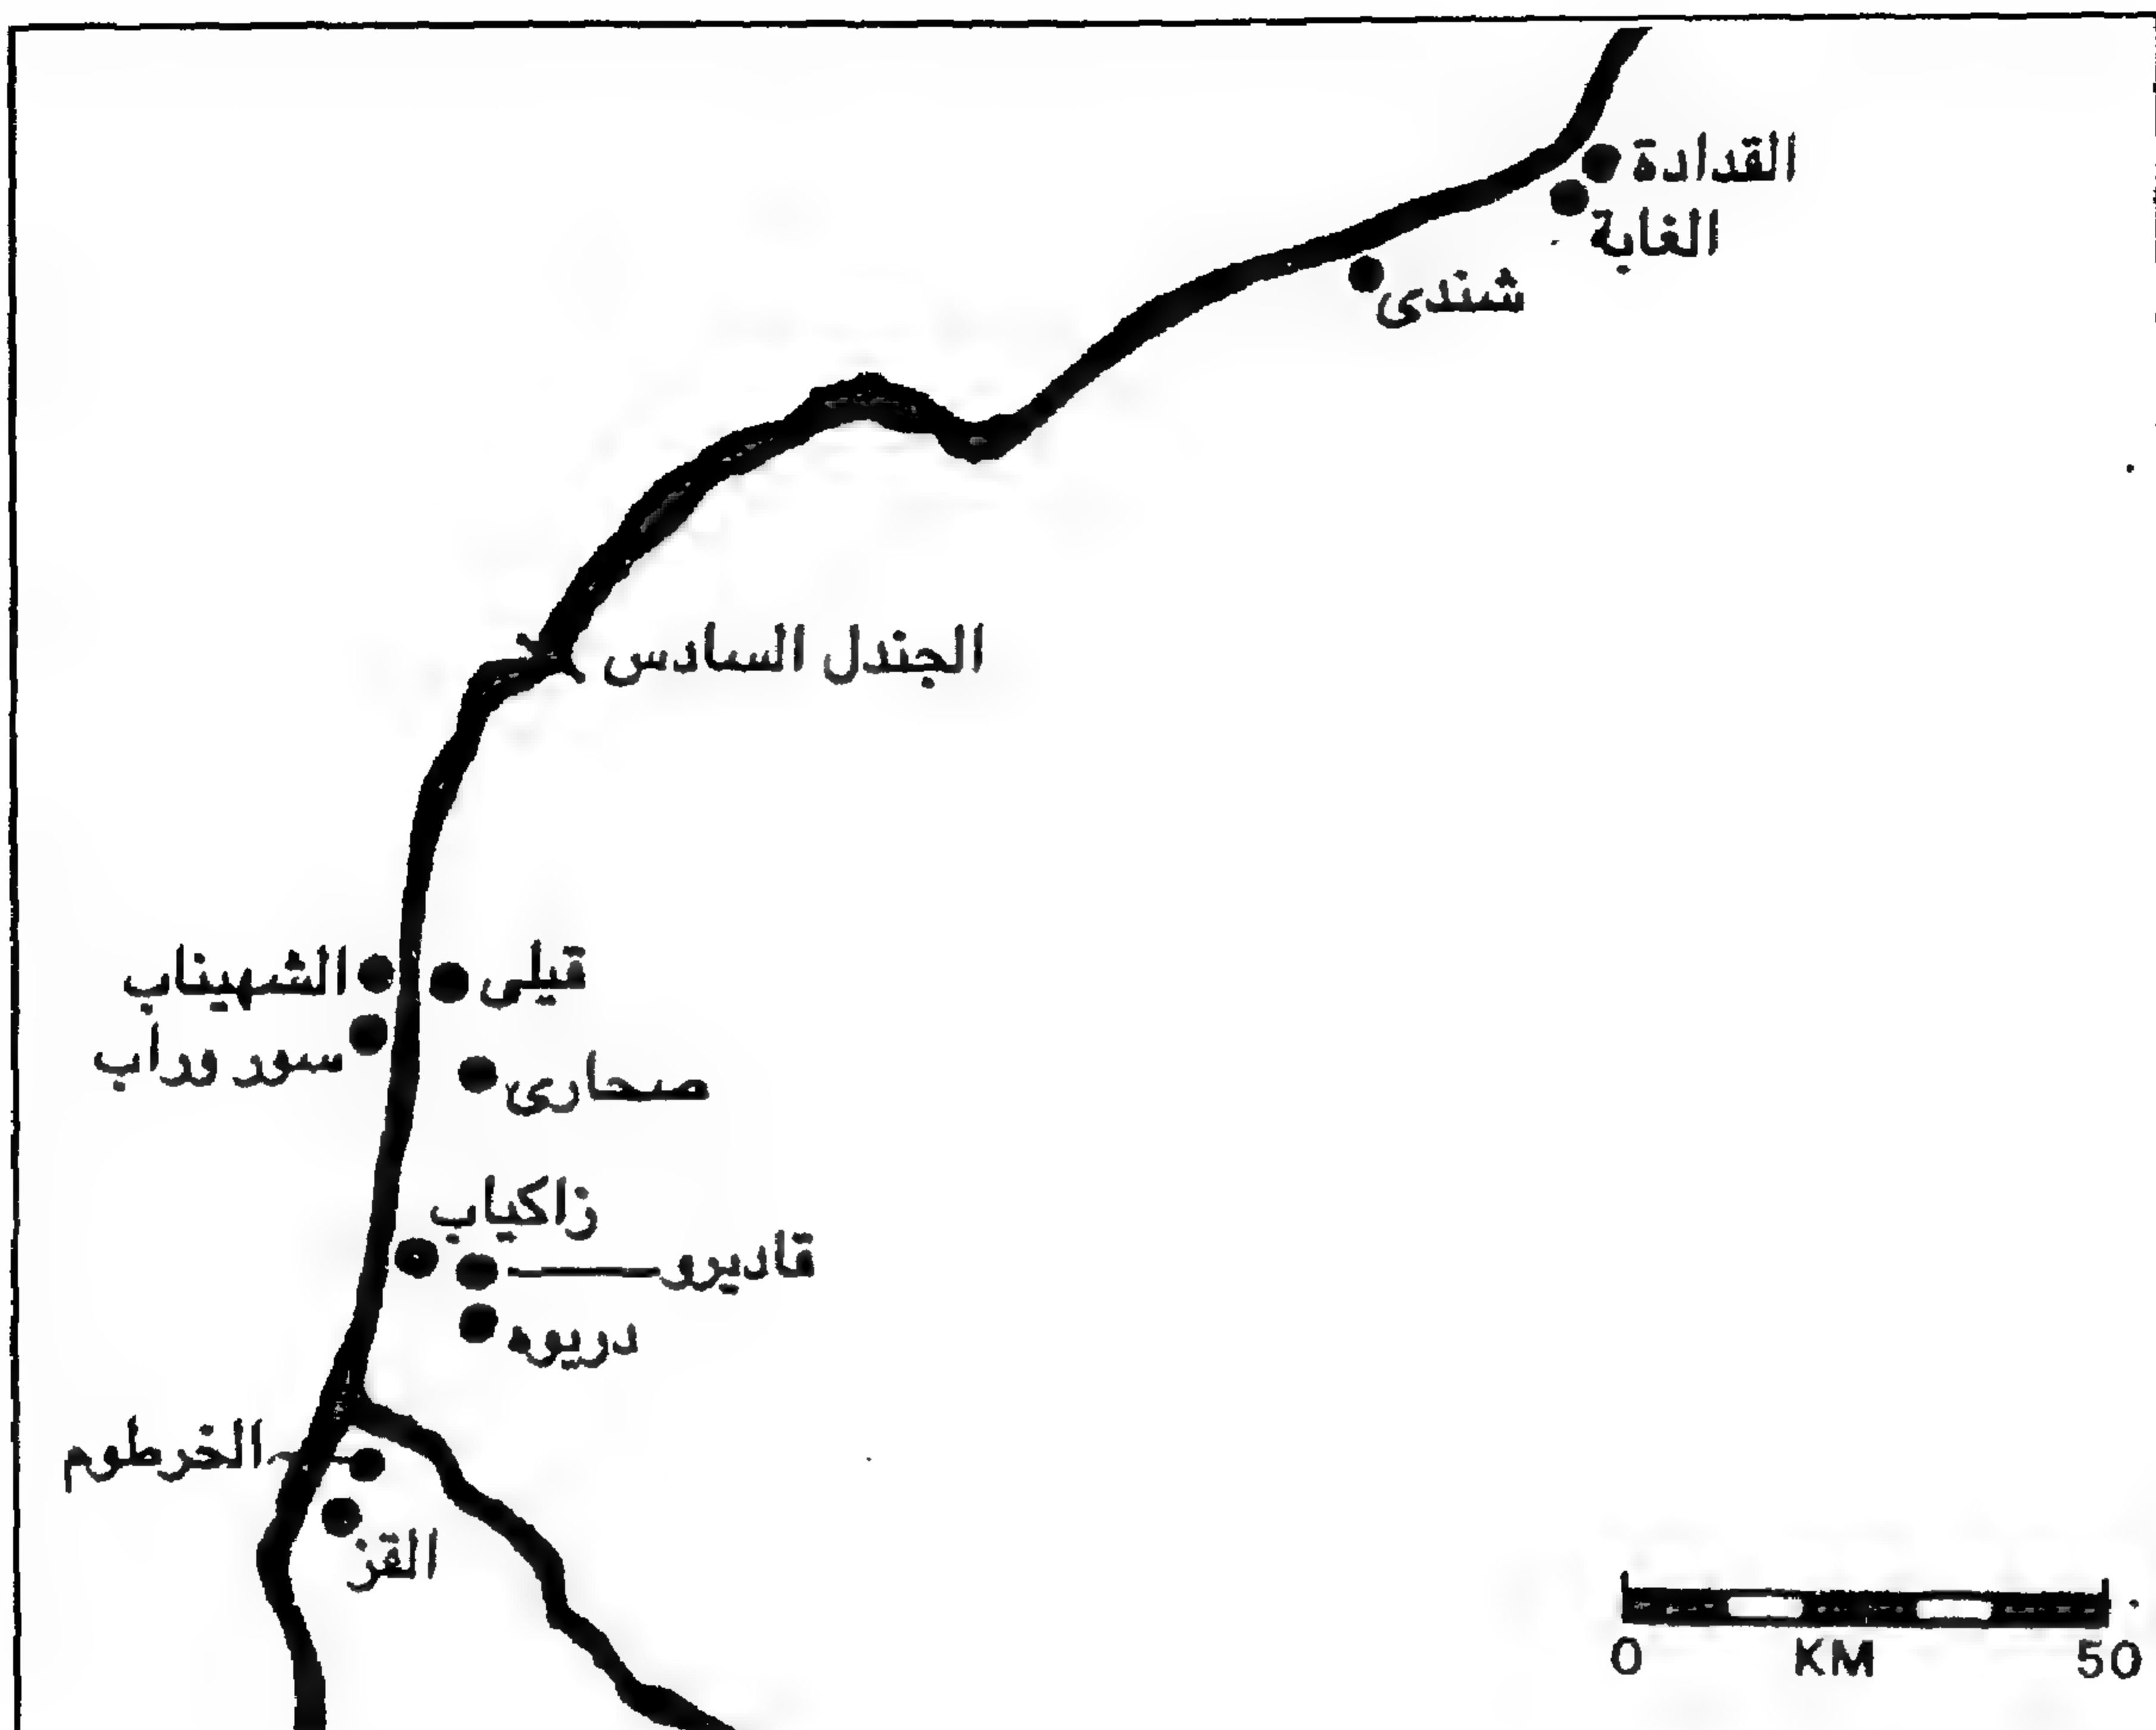 القدادة
الغابة
شندى
الجندل السادس
الشهيناب
قيلى
سور وراب
صحارى
زاكياب
قاديرو
دريوه
الخرطوم
القز
0 KM 50